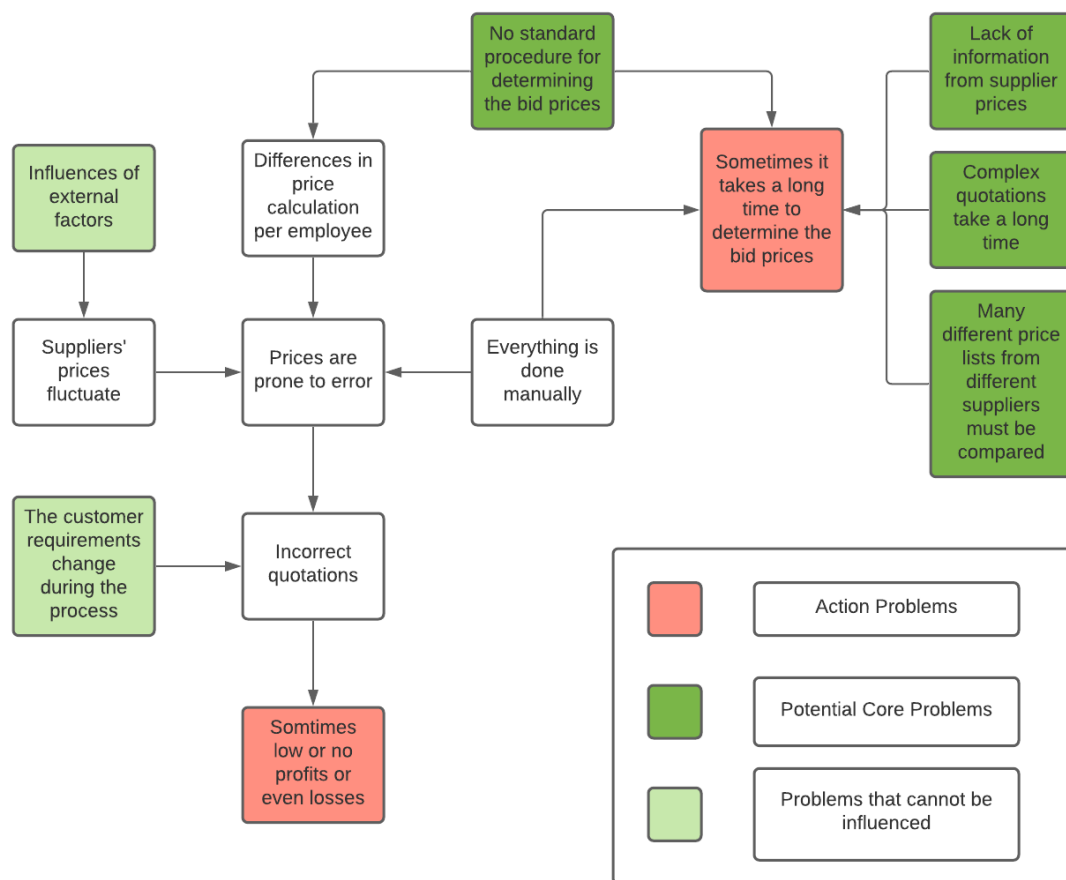 No standard
procedure for
determining
the bid prices
Lack of
information
from supplier
prices
Influences of
external
factors
Differences in
price
calculation
per employee
Sometimes it
takes a long
time to
determine the
bid prices
Complex
quotations
take a long
time
Suppliers'
prices
fluctuate
Prices are
prone to error
Everything is
done
manually
Many
different price
lists from
different
suppliers
must be
compared
The customer
requirements
change
during the
process
Incorrect
quotations
Somtimes
low or no
profits or
even losses
Action Problems
Potential Core Problems
Problems that cannot be
influenced